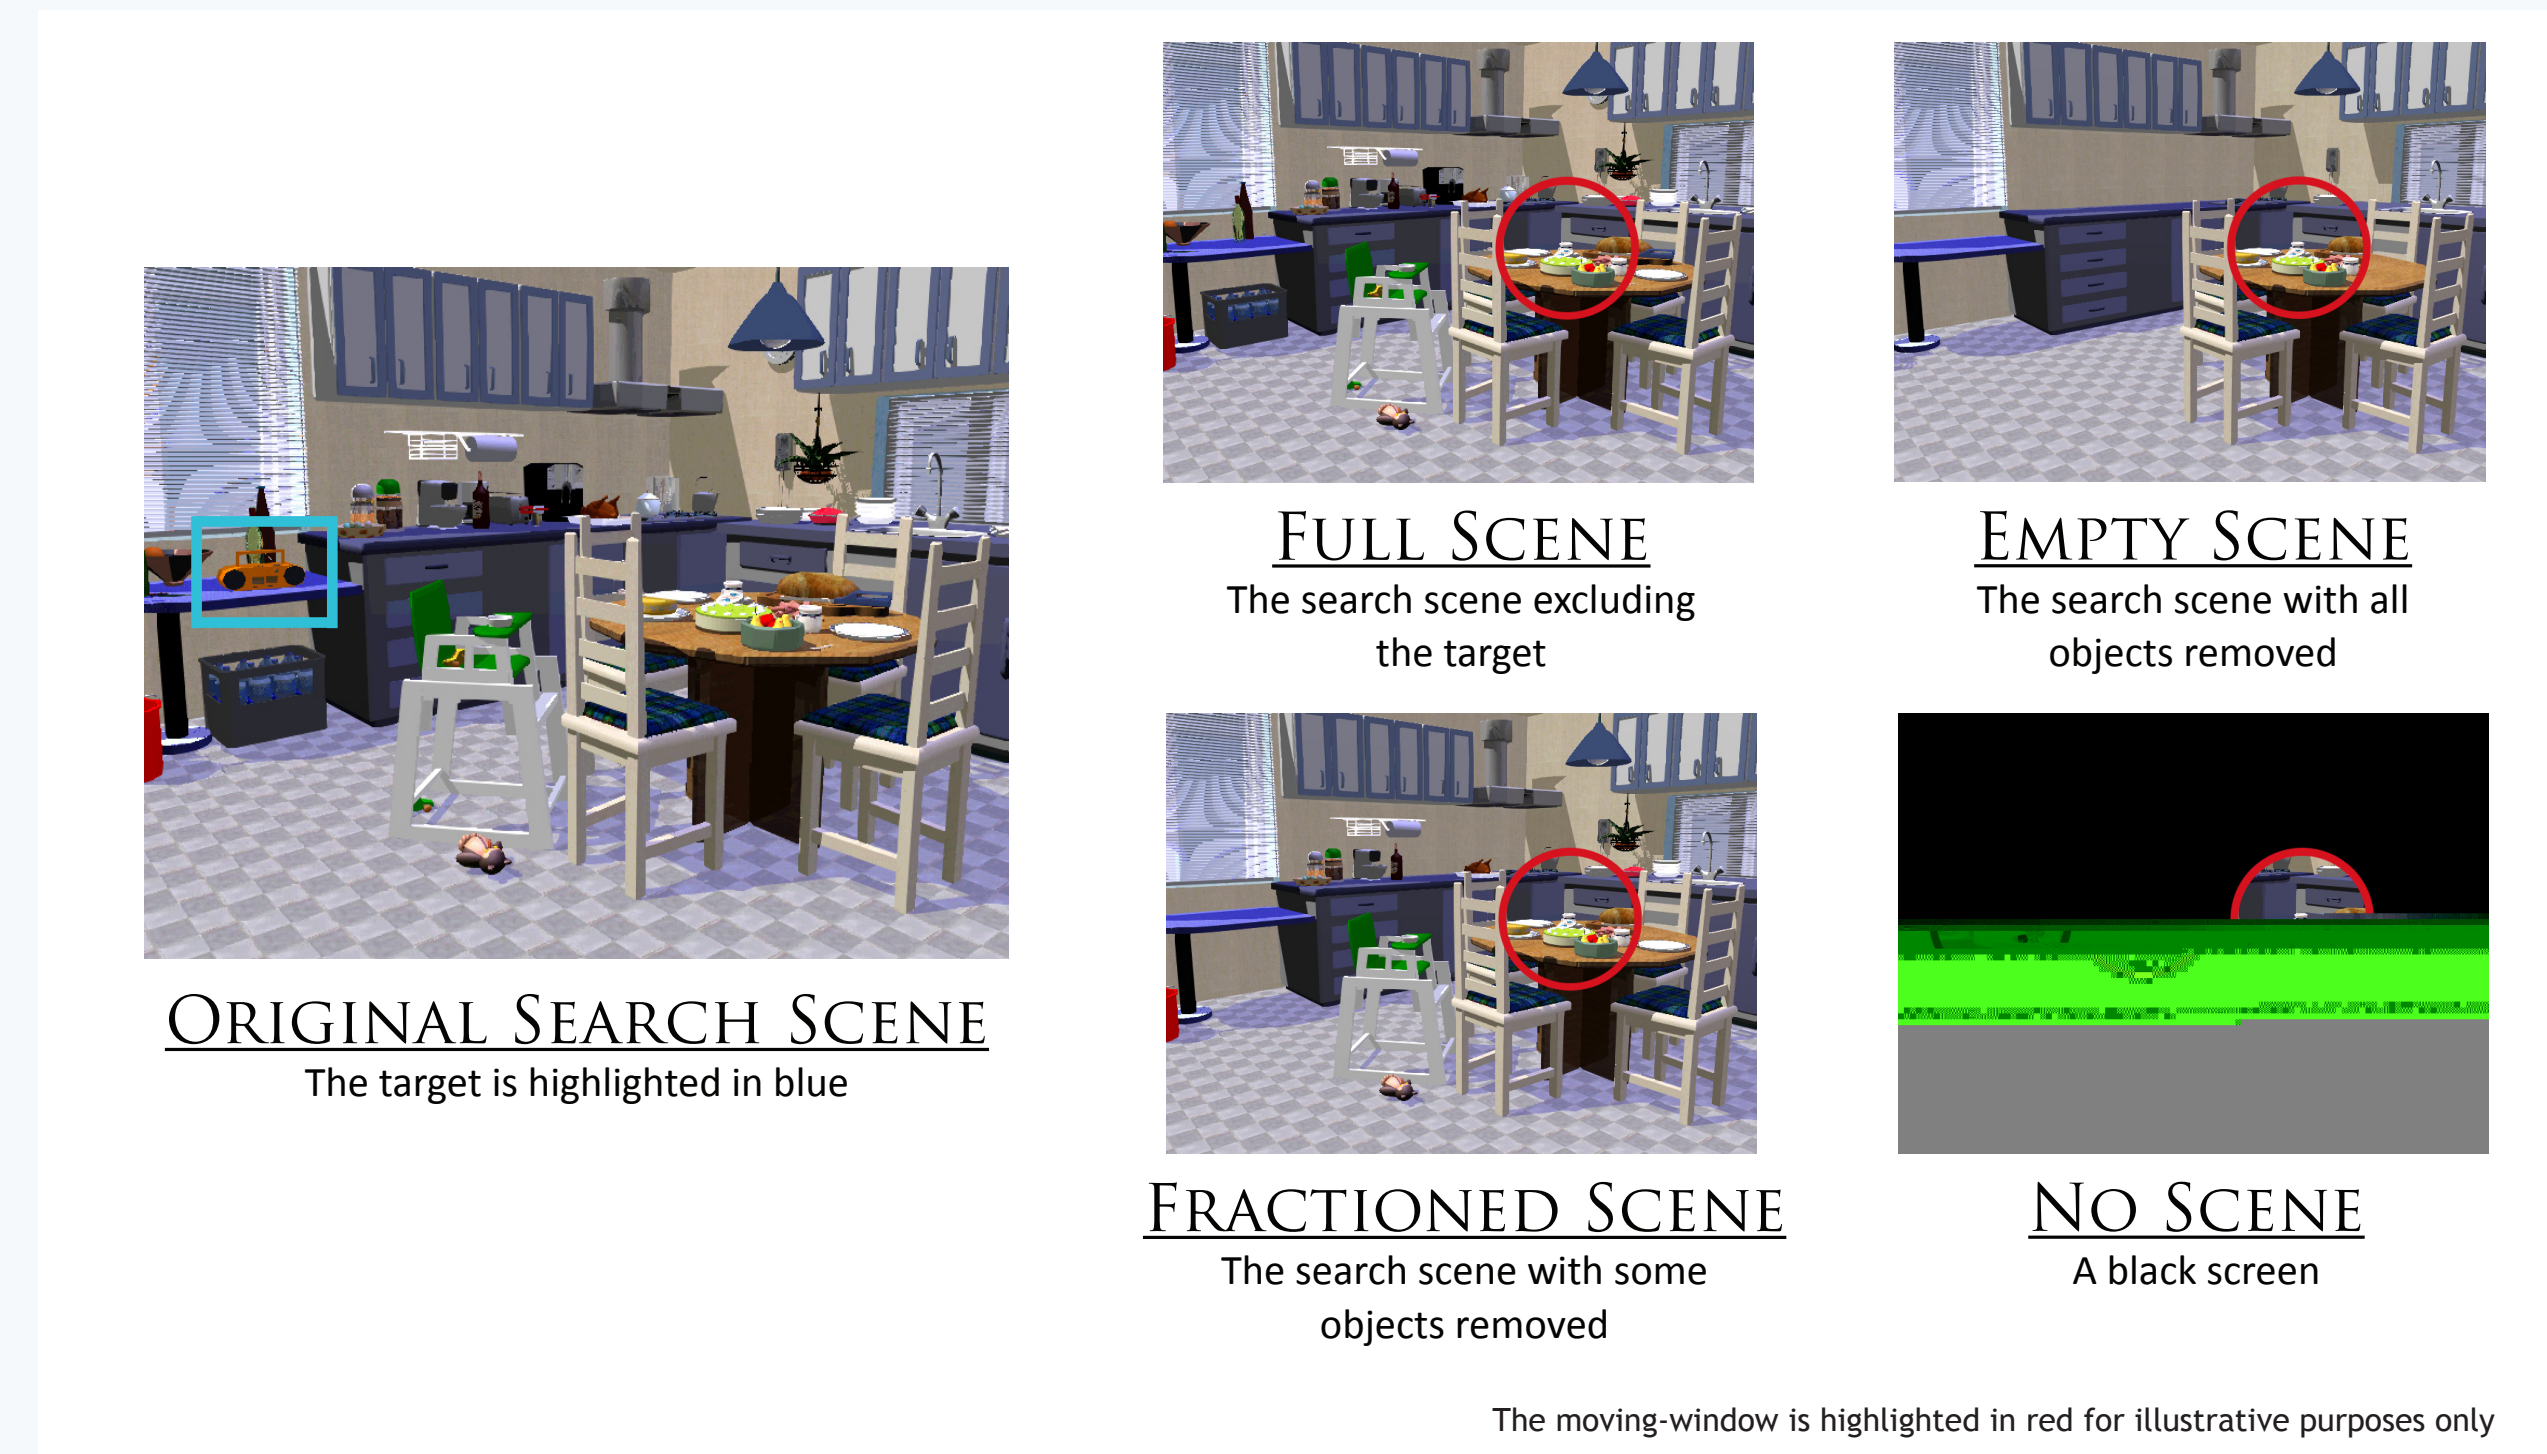 ORIGINAL SEARCH SCENE
The target is highlighted in blue
FULL SCENE
The search scene excluding
the target
EMPTY SCENE
The search scene with all
objects removed
FRACTIONED SCENE
The search scene with some
objects removed
NO SCENE
A black screen
The moving-window is highlighted in red for illustrative purposes only